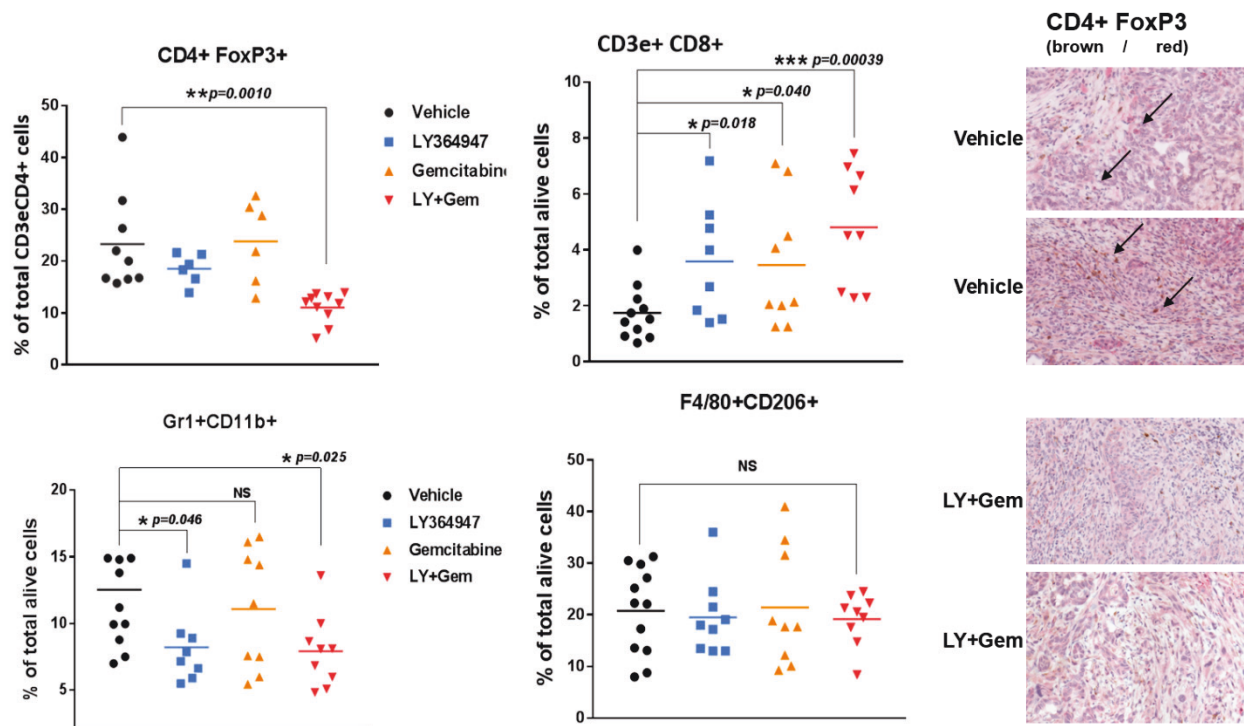 CD4+ FoxP3+
**p=0.0010
50
40
30
20
10
0
% of total CD3eCD4+ cells
Vehicle
LY364947
Gemcitabin
LY+Gem
CD3e+ CD8+
*** p=0.00039
* p=0.040
* p=0.018
10
8
6
4
2
0
% of total alive cells
CD4+ FoxP3
(brown / red)
Vehicle
Vehicle
LY+Gem
LY+Gem
Gr1+CD11b+
* p=0.025
NS
* p=0.046
20
15
10
5
% of total alive cells
Vehicle
LY364947
Gemcitabine
LY+Gem
F4/80+CD206+
NS
50
40
30
20
10
0
% of total alive cells